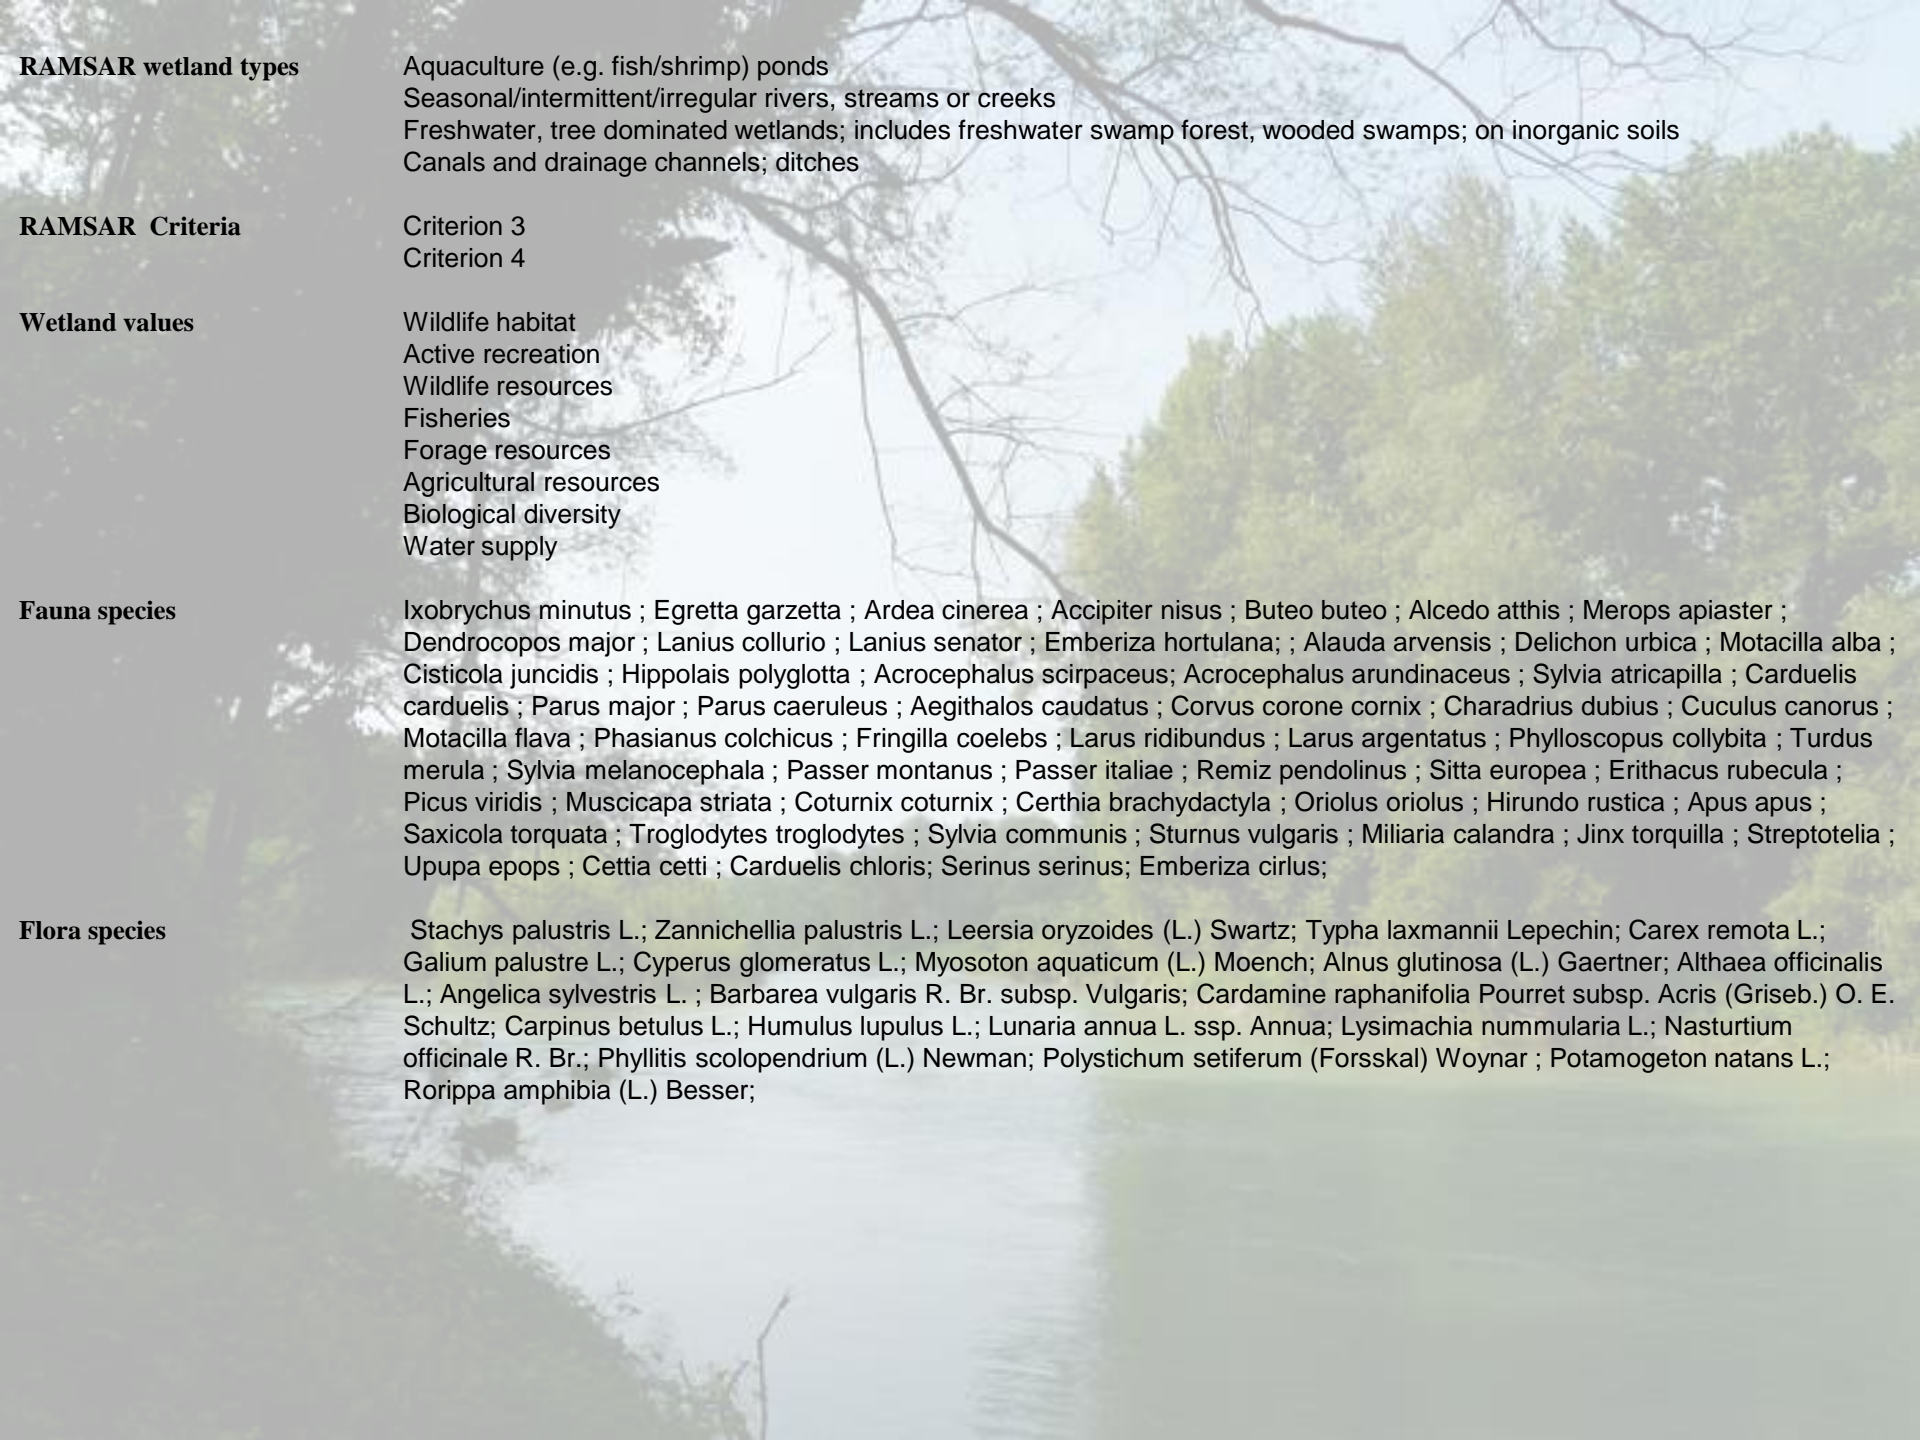 RAMSAR wetland types Aquaculture (e.g. fish/shrimp) ponds
Seasonal/intermittent/irregular rivers, streams or creeks
Freshwater, tree dominated wetlands; includes freshwater swamp forest, wooded swamps; on inorganic soils
Canals and drainage channels; ditches
RAMSAR Criteria Criterion 3
Criterion 4
Wetland values Wildlife habitat
Active recreation
Wildlife resources
Fisheries
Forage resources
Agricultural resources
Biological diversity
Water supply
Fauna species Ixobrychus minutus ; Egretta garzetta ; Ardea cinerea ; Accipiter nisus ; Buteo buteo ; Alcedo atthis ; Merops apiaster ;
Dendrocopos major ; Lanius collurio ; Lanius senator ; Emberiza hortulana; ; Alauda arvensis ; Delichon urbica ; Motacilla alba ;
Cisticola juncidis ; Hippolais polyglotta ; Acrocephalus scirpaceus; Acrocephalus arundinaceus ; Sylvia atricapilla ; Carduelis
carduelis ; Parus major ; Parus caeruleus ; Aegithalos caudatus ; Corvus corone cornix ; Charadrius dubius ; Cuculus canorus ;
Motacilla flava ; Phasianus colchicus ; Fringilla coelebs ; Larus ridibundus ; Larus argentatus ; Phylloscopus collybita ; Turdus
merula ; Sylvia melanocephala ; Passer montanus ; Passer italiae ; Remiz pendolinus ; Sitta europea ; Erithacus rubecula ;
Picus viridis ; Muscicapa striata ; Coturnix coturnix ; Certhia brachydactyla ; Oriolus oriolus ; Hirundo rustica ; Apus apus ;
Saxicola torquata ; Troglodytes troglodytes ; Sylvia communis ; Sturnus vulgaris ; Miliaria calandra ; Jinx torquilla ; Streptotelia ;
Upupa epops ; Cettia cetti ; Carduelis chloris; Serinus serinus; Emberiza cirlus;
Flora species Stachys palustris L.; Zannichellia palustris L.; Leersia oryzoides (L.) Swartz; Typha laxmannii Lepechin; Carex remota L.;
Galium palustre L.; Cyperus glomeratus L.; Myosoton aquaticum (L.) Moench; Alnus glutinosa (L.) Gaertner; Althaea officinalis
L.; Angelica sylvestris L. ; Barbarea vulgaris R. Br. subsp. Vulgaris; Cardamine raphanifolia Pourret subsp. Acris (Griseb.) O. E.
Schultz; Carpinus betulus L.; Humulus lupulus L.; Lunaria annua L. ssp. Annua; Lysimachia nummularia L.; Nasturtium
officinale R. Br.; Phyllitis scolopendrium (L.) Newman; Polystichum setiferum (Forsskal) Woynar ; Potamogeton natans L.;
Rorippa amphibia (L.) Besser;